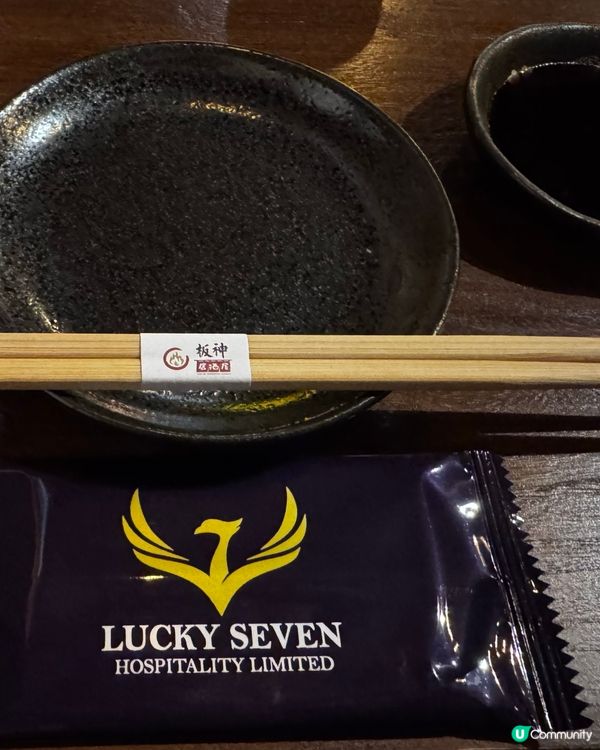 板神
居酒屋
LUCKY SEVEN
HOSPITALITY LIMITED
U Community